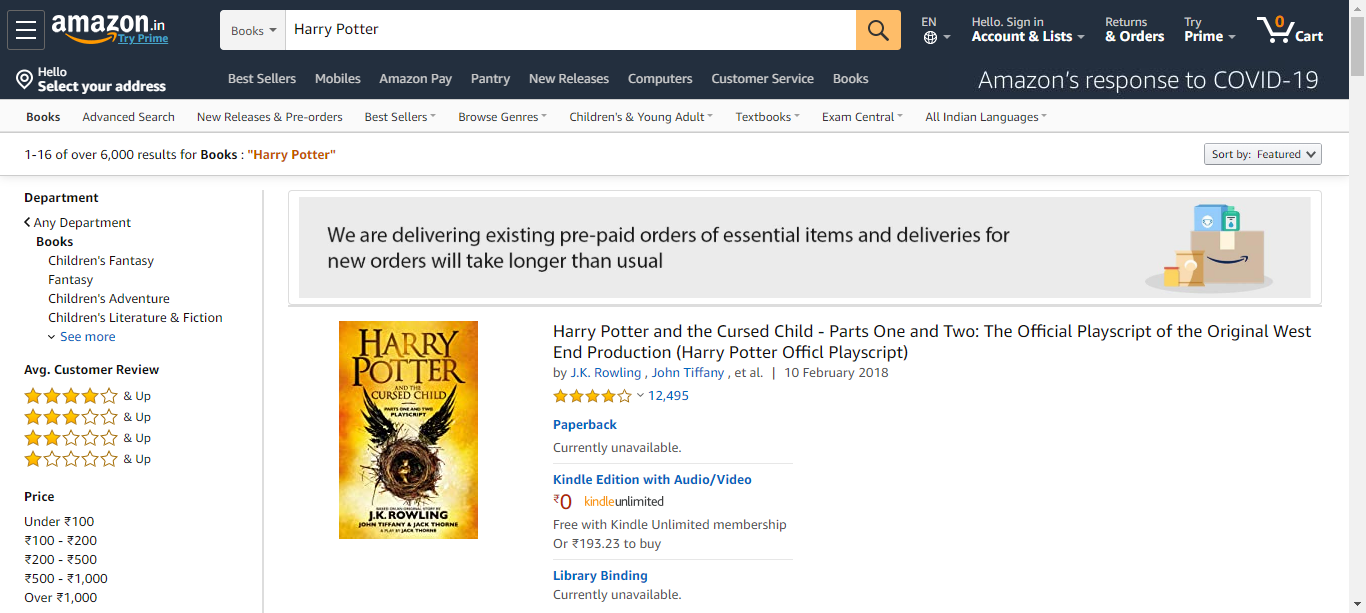 amazon.in
Try Prime
Books
Harry Potter
EN
Hello. Sign in
Account & Lists
Returns
& Orders
Try
Prime
0
Cart
Hello
Select your address
Best Sellers
Mobiles
Amazon Pay
Pantry
New Releases
Computers
Customer Service
Books
Amazon's response to COVID-19
Books
Advanced Search
New Releases & Pre-orders
Best Sellers
Browse Genres
Children's & Young Adult
Textbooks
Exam Central
All Indian Languages
1-16 of over 6,000 results for Books : "Harry Potter"
Sort by: Featured
Department
Any Department
Books
Children's Fantasy
Fantasy
Children's Adventure
Children's Literature & Fiction
See more
Avg. Customer Review
& Up
& Up
& Up
& Up
Price
Under ₹100
₹100 - ₹200
₹200 - ₹500
₹500 - ₹1,000
Over ₹1,000
We are delivering existing pre-paid orders of essential items and deliveries for
new orders will take longer than usual
HARRY
POTTER
AND THE
CURSED CHILD
PARTS ONE AND TWO
PLAYSCRIPT
BASED ON AN ORIGINAL STORY BY
J.K. ROWLING
JOHN TIFFANY & JACK THORNE
A PLAY BY JACK THORNE
Harry Potter and the Cursed Child - Parts One and Two: The Official Playscript of the Original West
End Production (Harry Potter Officl Playscript)
by J.K. Rowling , John Tiffany , et al. | 10 February 2018
12,495
Paperback
Currently unavailable.
Kindle Edition with Audio/Video
₹0 kindleunlimited
Free with Kindle Unlimited membership
Or ₹193.23 to buy
Library Binding
Currently unavailable.